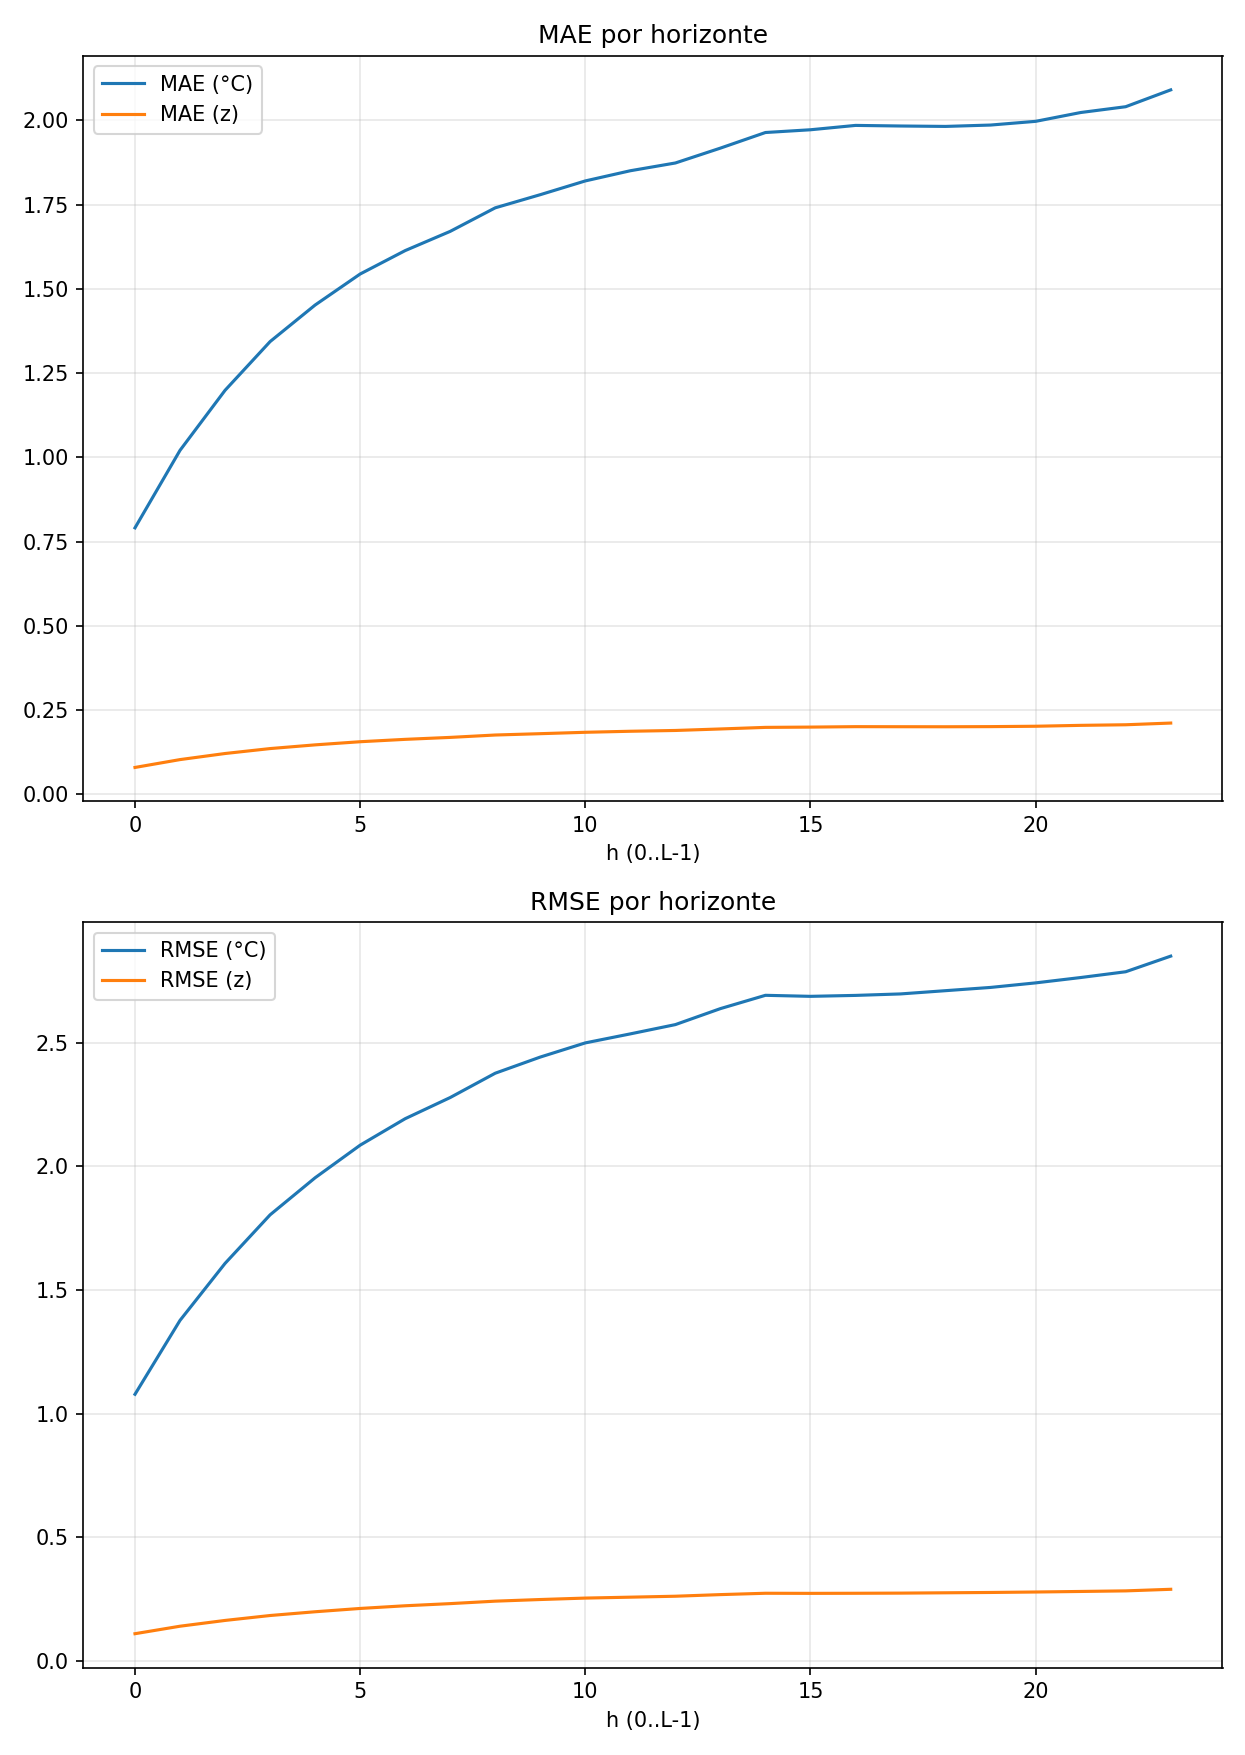 MAE por horizonte
MAE (°C)
MAE (z)
2.00
1.75
1.50
1.25
1.00
0.75
0.50
0.25
0.00
0 5 10 15 20
h (0..L-1)
RMSE por horizonte
RMSE (°C)
RMSE (z)
2.5
2.0
1.5
1.0
0.5
0.0
0 5 10 15 20
h (0..L-1)